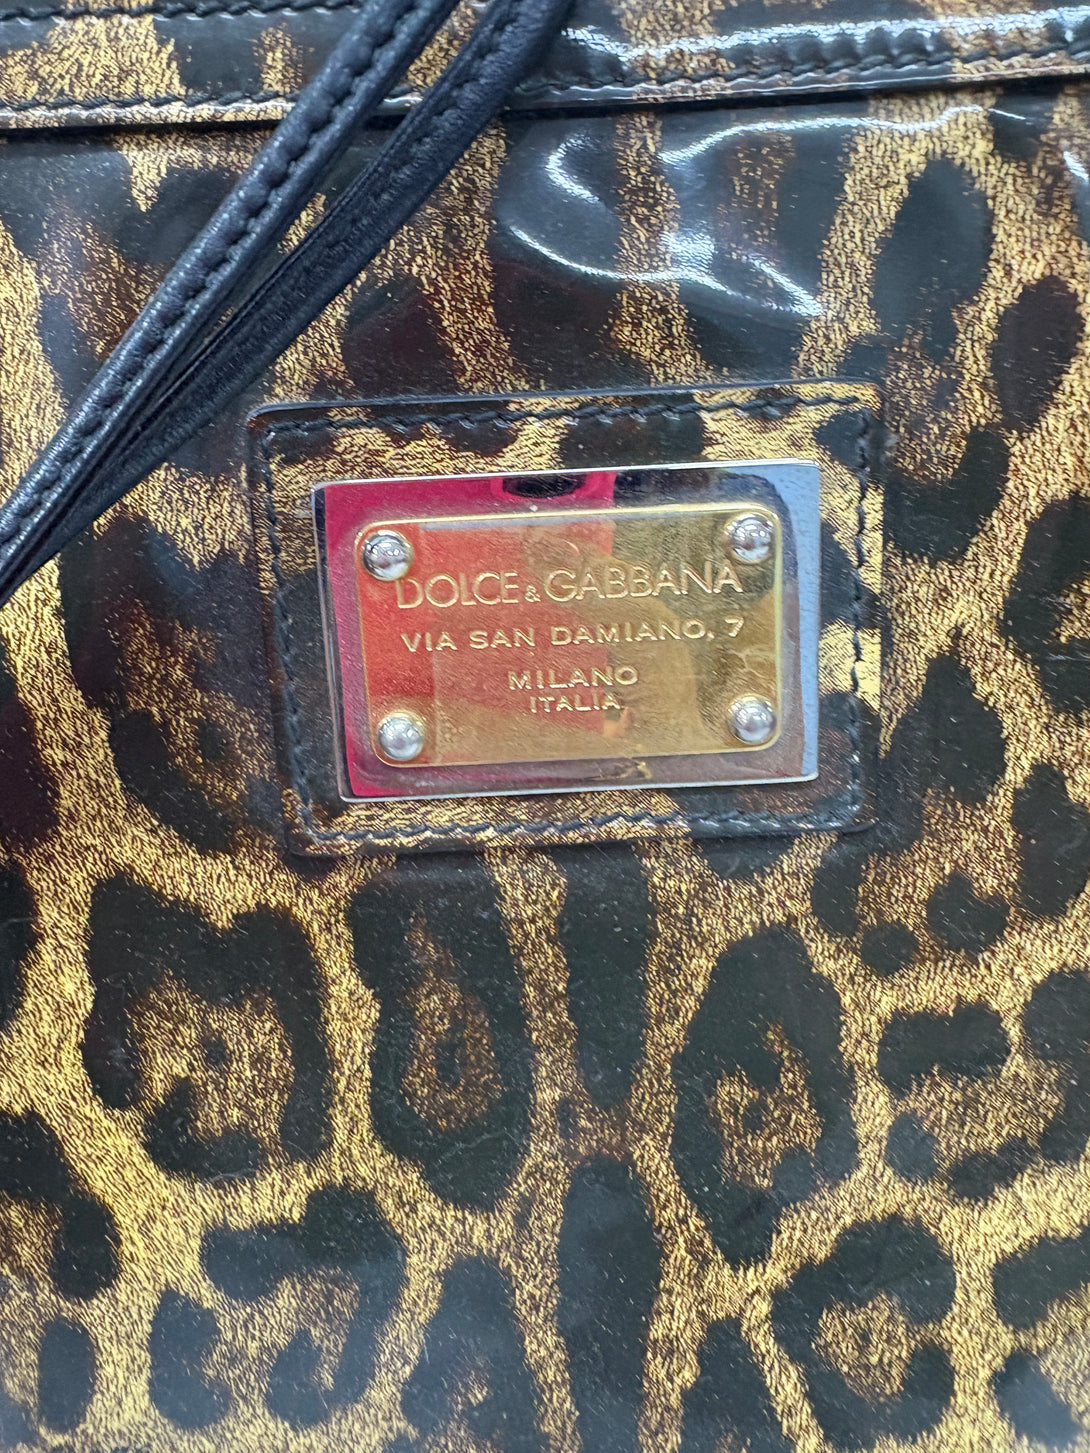 DOLCE&GABBANA
VIA SAN DAMIANO, 7
MILANO
ITALIA